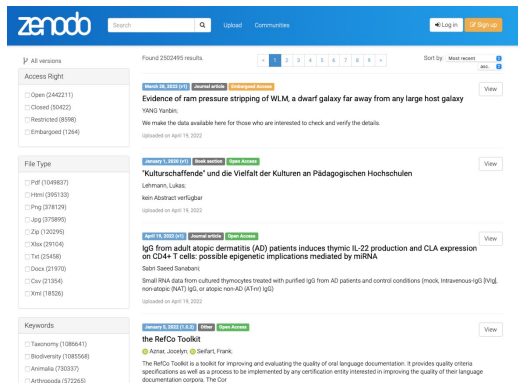 zenodo
Search
Upload
Communities
Log in
Sign up
All versions
Found 2502495 results.
« 1 2 3 4 5 6 7 8 9 »
Sort by: Most recent
asc.
Access Right
Open (2442211)
Closed (50422)
Restricted (8598)
Embargoed (1264)
File Type
Pdf (1049837)
Html (395133)
Png (378129)
Jpg (375895)
Zip (120295)
Xlsx (29104)
Txt (25458)
Docx (21970)
Csv (21354)
Xml (18526)
Keywords
Taxonomy (1086641)
Biodiversity (1085568)
Animalia (730337)
Arthropoda (572265)
March 28, 2022 (v1) Journal article Embargoed Access
View
Evidence of ram pressure stripping of WLM, a dwarf galaxy far away from any large host galaxy
YANG Yanbin;
We make the data available here for those who are interested to check and verify the details.
Uploaded on April 19, 2022
January 1, 2020 (v1) Book section Open Access
View
"Kulturschaffende" und die Vielfalt der Kulturen an Pädagogischen Hochschulen
Lehmann, Lukas;
kein Abstract verfügbar
Uploaded on April 19, 2022
April 19, 2022 (v1) Journal article Open Access
View
IgG from adult atopic dermatitis (AD) patients induces thymic IL-22 production and CLA expression
on CD4+ T cells: possible epigenetic implications mediated by miRNA
Sabri Saeed Sanabani;
Small RNA data from cultured thymocytes treated with purified IgG from AD patients and control conditions (mock, Intravenous-IgG [IVIg],
non-atopic (NAT) IgG, or atopic non-AD (AT-nr) IgG)
Uploaded on April 19, 2022
January 5, 2022 (1.0.2) Other Open Access
View
the RefCo Toolkit
Aznar, Jocelyn; Seifart, Frank;
The RefCo Toolkit is a toolkit for improving and evaluating the quality of oral language documentation. It provides quality criteria
specifications as well as a process to be implemented by any certification entity interested in improving the quality of their language
documentation corpora. The Cor